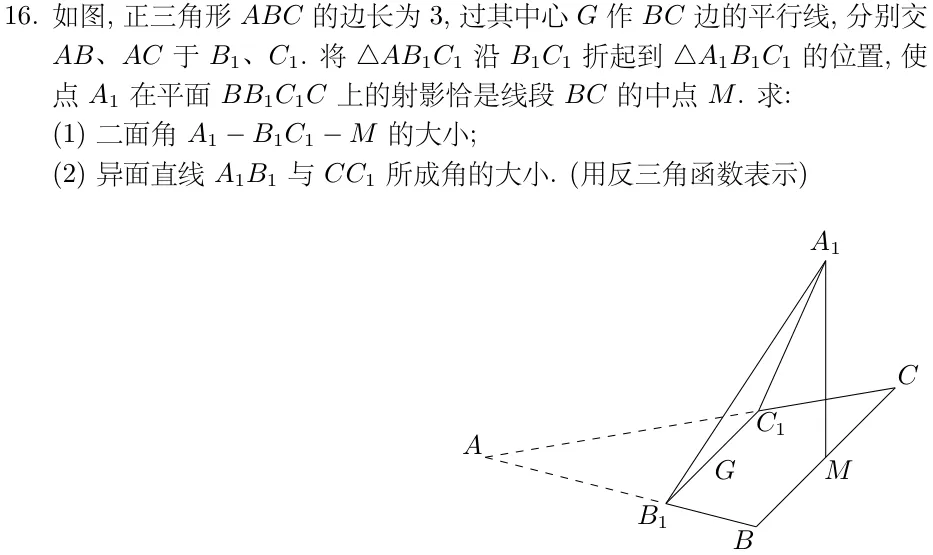 16. 如图, 正三角形 ABC 的边长为 3, 过其中心 G 作 BC 边的平行线, 分别交
AB、AC 于 B₁、C₁. 将 △AB₁C₁ 沿 B₁C₁ 折起到 △A₁B₁C₁ 的位置, 使
点 A₁ 在平面 BB₁C₁C 上的射影恰是线段 BC 的中点 M. 求:
(1) 二面角 A₁ − B₁C₁ − M 的大小;
(2) 异面直线 A₁B₁ 与 CC₁ 所成角的大小. (用反三角函数表示)
A₁
C
C₁
A
G
M
B₁
B